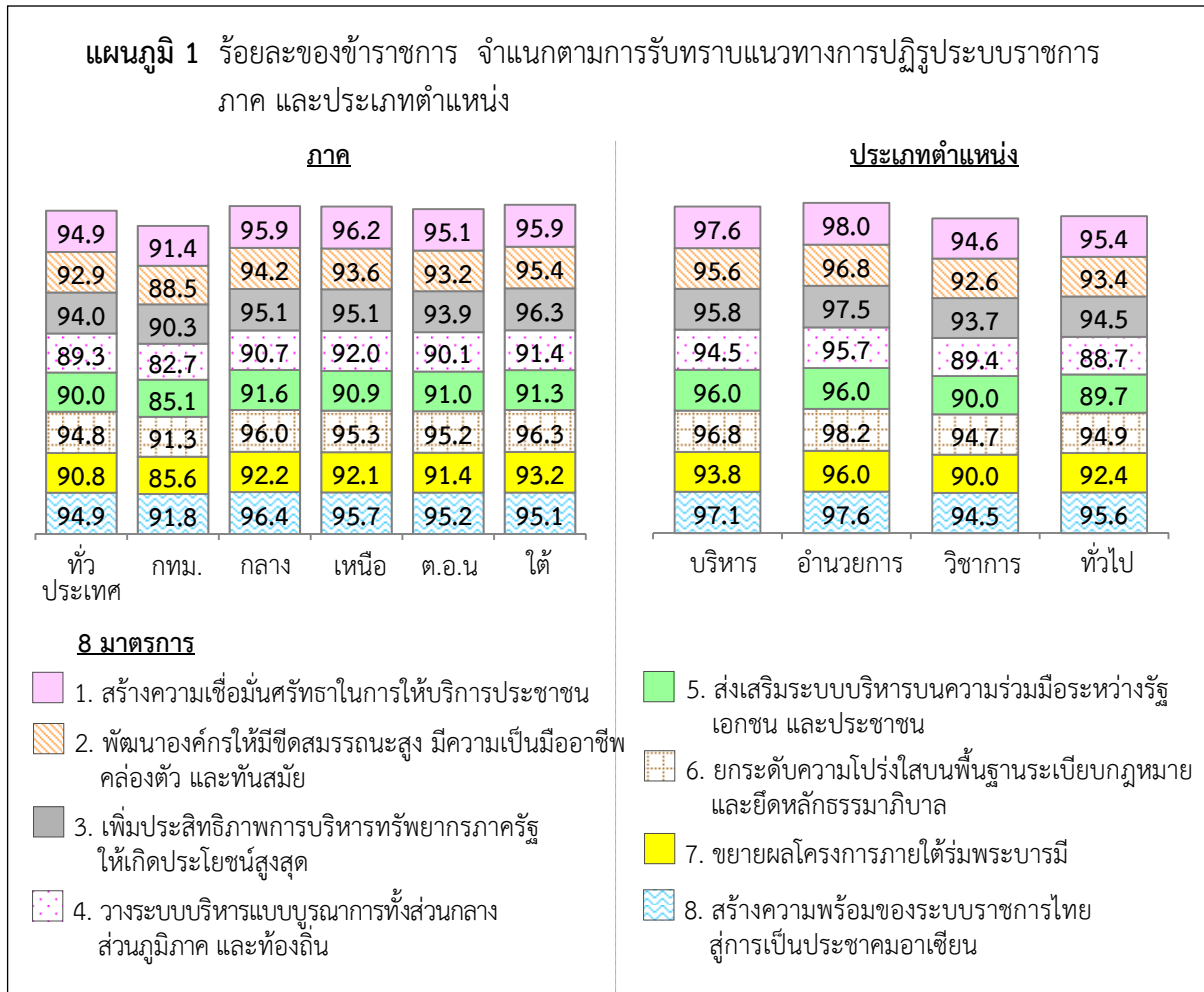 แผนภูมิ 1 ร้อยละของข้าราชการ จำแนกตามการรับทราบแนวทางการปฏิรูประบบราชการ
ภาค และประเภทตำแหน่ง
ภาค
94.9 91.4 95.9 96.2 95.1 95.9
92.9 88.5 94.2 93.6 93.2 95.4
94.0 90.3 95.1 95.1 93.9 96.3
89.3 82.7 90.7 92.0 90.1 91.4
90.0 85.1 91.6 90.9 91.0 91.3
94.8 91.3 96.0 95.3 95.2 96.3
90.8 85.6 92.2 92.1 91.4 93.2
94.9 91.8 96.4 95.7 95.2 95.1
ทั่ว กทม. กลาง เหนือ ต.อ.น ใต้
ประเทศ
ประเภทตำแหน่ง
97.6 98.0 94.6 95.4
95.6 96.8 92.6 93.4
95.8 97.5 93.7 94.5
94.5 95.7 89.4 88.7
96.0 96.0 90.0 89.7
96.8 98.2 94.7 94.9
93.8 96.0 90.0 92.4
97.1 97.6 94.5 95.6
บริหาร อำนวยการ วิชาการ ทั่วไป
8 มาตรการ
1. สร้างความเชื่อมั่นศรัทธาในการให้บริการประชาชน
2. พัฒนาองค์กรให้มีขีดสมรรถนะสูง มีความเป็นมืออาชีพ
คล่องตัว และทันสมัย
3. เพิ่มประสิทธิภาพการบริหารทรัพยากรภาครัฐ
ให้เกิดประโยชน์สูงสุด
4. วางระบบบริหารแบบบูรณาการทั้งส่วนกลาง
ส่วนภูมิภาค และท้องถิ่น
5. ส่งเสริมระบบบริหารบนความร่วมมือระหว่างรัฐ
เอกชน และประชาชน
6. ยกระดับความโปร่งใสบนพื้นฐานระเบียบกฎหมาย
และยึดหลักธรรมาภิบาล
7. ขยายผลโครงการภายใต้ร่มพระบารมี
8. สร้างความพร้อมของระบบราชการไทย
สู่การเป็นประชาคมอาเซียน